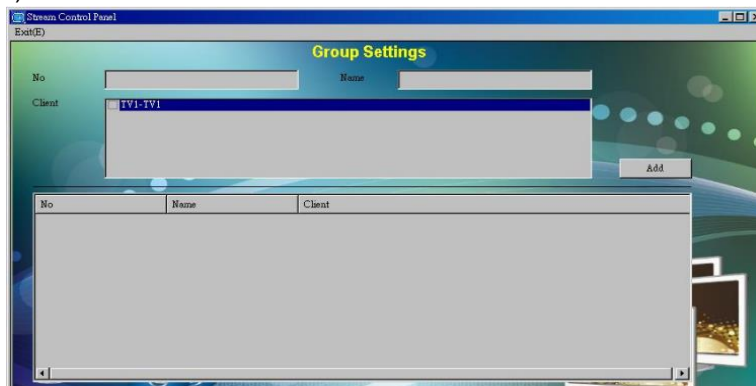 Stream Control Panel
Exit(E)
Group Settings
No Name
Client TV1-TV1
Add
No Name Client